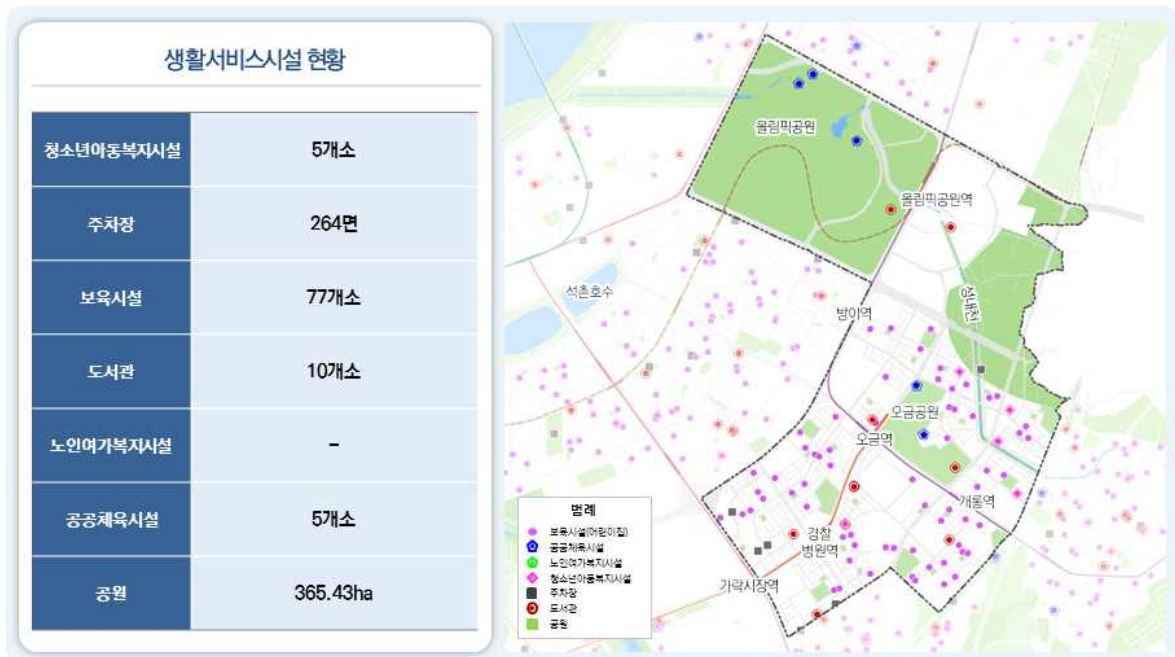 생활서비스시설 현황
청소년아동복지시설 5개소
주차장 264면
보육시설 77개소
도서관 10개소
노인여가복지시설 -
공공체육시설 5개소
공원 365.43ha
올림픽공원
올림픽공원역
석촌호수
방이역
성내천
오금공원
오금역
개롱역
경찰
병원역
가락시장역
범례
보육시설(어린이집)
공공체육시설
노인여가복지시설
청소년아동복지시설
주차장
도서관
공원